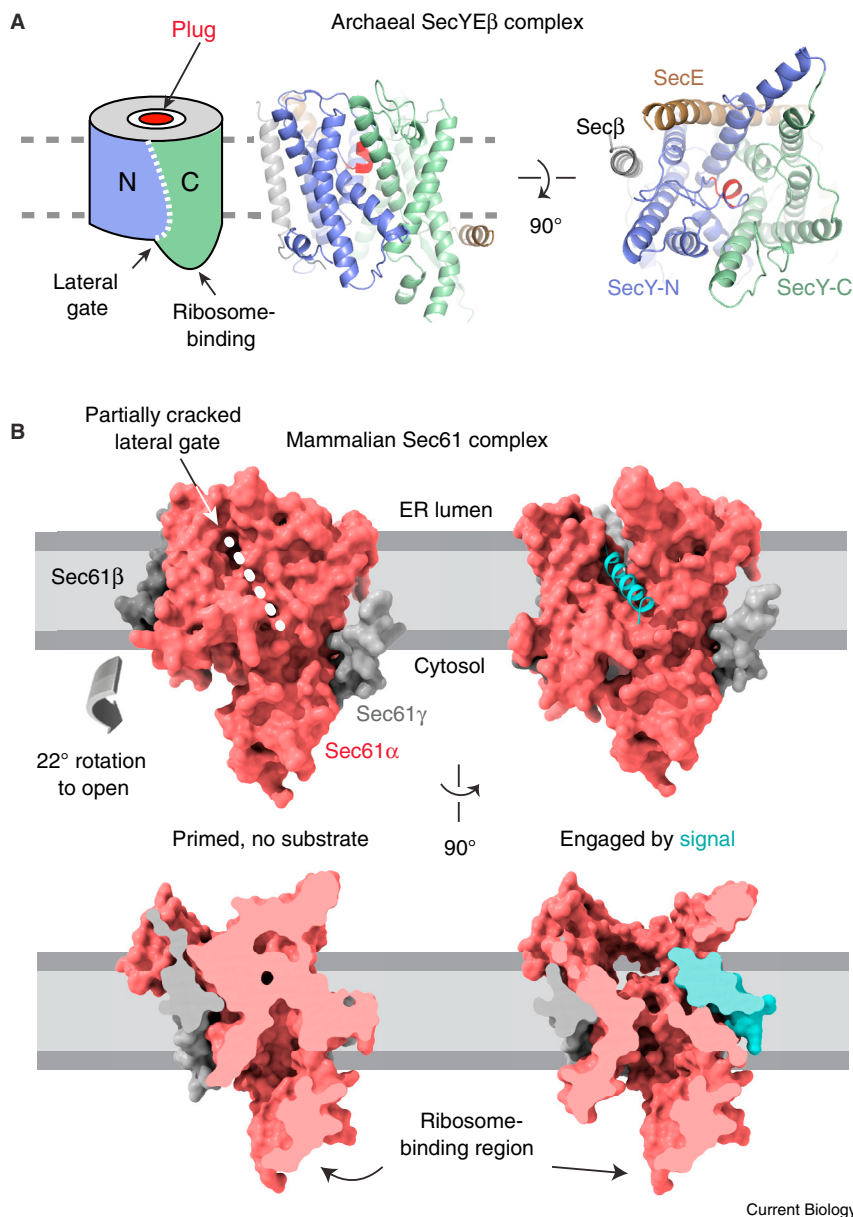 A
Plug
Archaeal SecYEβ complex
N
C
Lateral
gate
Ribosome-
binding
90°
SecE
Secβ
SecY-N
SecY-C
B
Partially cracked
lateral gate
Mammalian Sec61 complex
ER lumen
Sec61β
Cytosol
Sec61γ
Sec61α
22° rotation
to open
Primed, no substrate
90°
Engaged by signal
Ribosome-
binding region
Current Biology